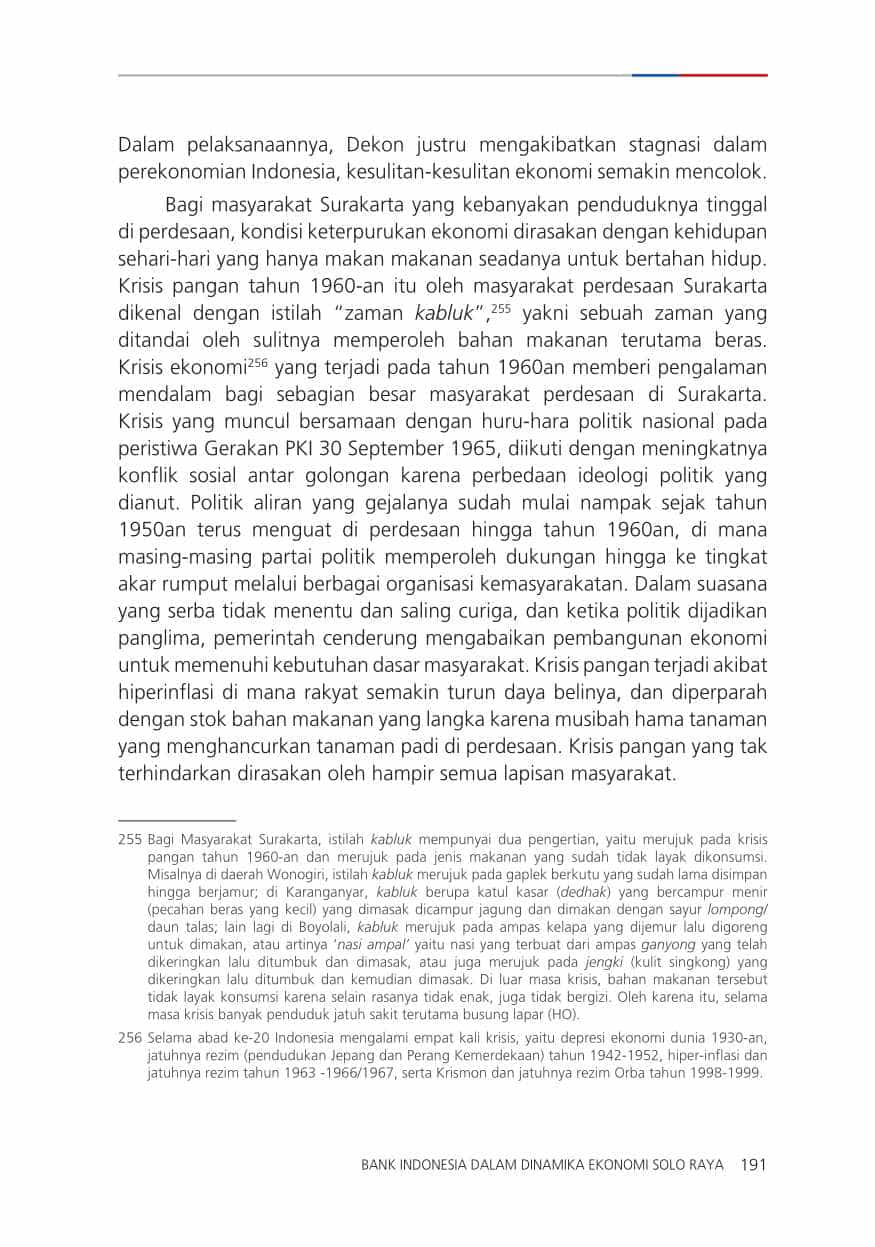 Dalam pelaksanaannya, Dekon justru mengakibatkan stagnasi dalam
perekonomian Indonesia, kesulitan-kesulitan ekonomi semakin mencolok.
Bagi masyarakat Surakarta yang kebanyakan penduduknya tinggal
di perdesaan, kondisi keterpurukan ekonomi dirasakan dengan kehidupan
sehari-hari yang hanya makan makanan seadanya untuk bertahan hidup.
Krisis pangan tahun 1960-an itu oleh masyarakat perdesaan Surakarta
dikenal dengan istilah “zaman kabluk”,255 yakni sebuah zaman yang
ditandai oleh sulitnya memperoleh bahan makanan terutama beras.
Krisis ekonomi256 yang terjadi pada tahun 1960an memberi pengalaman
mendalam bagi sebagian besar masyarakat perdesaan di Surakarta.
Krisis yang muncul bersamaan dengan huru-hara politik nasional pada
peristiwa Gerakan PKI 30 September 1965, diikuti dengan meningkatnya
konflik sosial antar golongan karena perbedaan ideologi politik yang
dianut. Politik aliran yang gejalanya sudah mulai nampak sejak tahun
1950an terus menguat di perdesaan hingga tahun 1960an, di mana
masing-masing partai politik memperoleh dukungan hingga ke tingkat
akar rumput melalui berbagai organisasi kemasyarakatan. Dalam suasana
yang serba tidak menentu dan saling curiga, dan ketika politik dijadikan
panglima, pemerintah cenderung mengabaikan pembangunan ekonomi
untuk memenuhi kebutuhan dasar masyarakat. Krisis pangan terjadi akibat
hiperinflasi di mana rakyat semakin turun daya belinya, dan diperparah
dengan stok bahan makanan yang langka karena musibah hama tanaman
yang menghancurkan tanaman padi di perdesaan. Krisis pangan yang tak
terhindarkan dirasakan oleh hampir semua lapisan masyarakat.
255 Bagi Masyarakat Surakarta, istilah kabluk mempunyai dua pengertian, yaitu merujuk pada krisis
pangan tahun 1960-an dan merujuk pada jenis makanan yang sudah tidak layak dikonsumsi.
Misalnya di daerah Wonogiri, istilah kabluk merujuk pada gaplek berkutu yang sudah lama disimpan
hingga berjamur; di Karanganyar, kabluk berupa katul kasar (dedhak) yang bercampur menir
(pecahan beras yang kecil) yang dimasak dicampur jagung dan dimakan dengan sayur lompong/
daun talas; lain lagi di Boyolali, kabluk merujuk pada ampas kelapa yang dijemur lalu digoreng
untuk dimakan, atau artinya ‘nasi ampal’ yaitu nasi yang terbuat dari ampas ganyong yang telah
dikeringkan lalu ditumbuk dan dimasak, atau juga merujuk pada jengki (kulit singkong) yang
dikeringkan lalu ditumbuk dan kemudian dimasak. Di luar masa krisis, bahan makanan tersebut
tidak layak konsumsi karena selain rasanya tidak enak, juga tidak bergizi. Oleh karena itu, selama
masa krisis banyak penduduk jatuh sakit terutama busung lapar (HO).
256 Selama abad ke-20 Indonesia mengalami empat kali krisis, yaitu depresi ekonomi dunia 1930-an,
jatuhnya rezim (pendudukan Jepang dan Perang Kemerdekaan) tahun 1942-1952, hiper-inflasi dan
jatuhnya rezim tahun 1963 -1966/1967, serta Krismon dan jatuhnya rezim Orba tahun 1998-1999.
BANK INDONESIA DALAM DINAMIKA EKONOMI SOLO RAYA 191